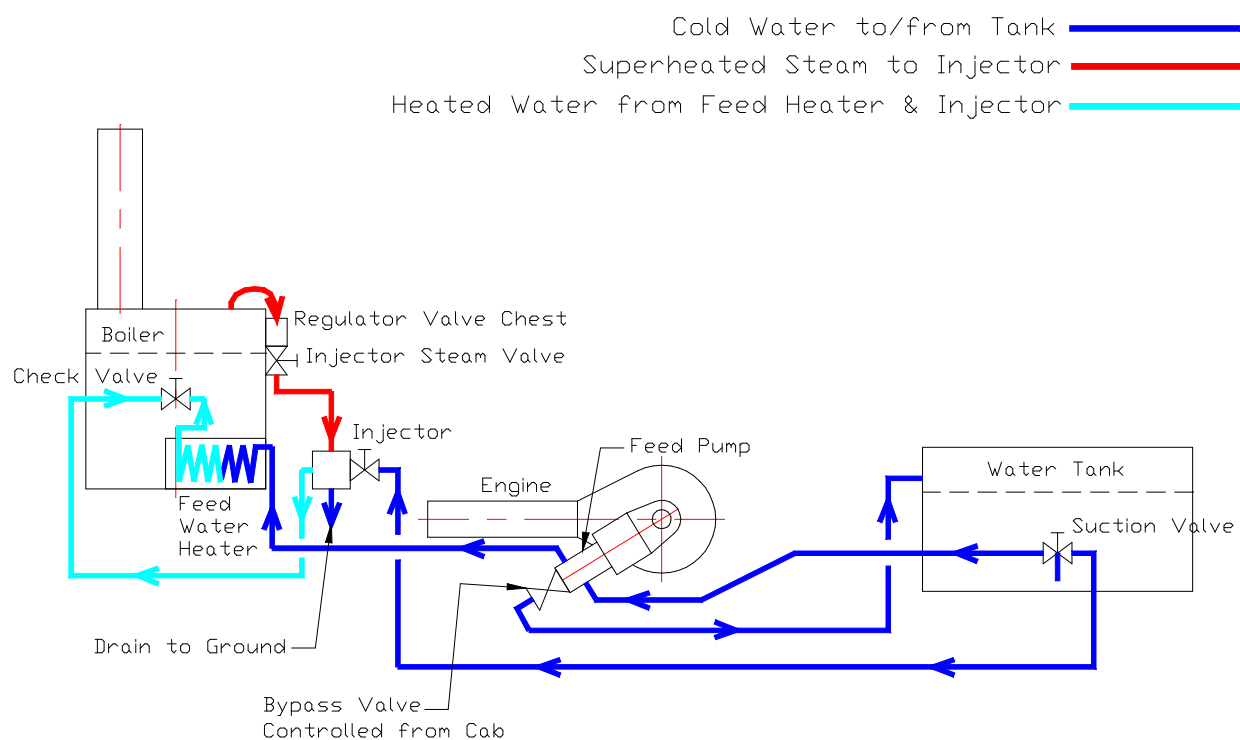 Cold Water to/from Tank
Superheated Steam to Injector
Heated Water from Feed Heater & Injector
Regulator Valve Chest
Boiler
Injector Steam Valve
Check Valve
Injector
Feed Pump
Water Tank
Engine
Feed
Water
Heater
Suction Valve
Drain to Ground
Bypass Valve
Controlled from Cab